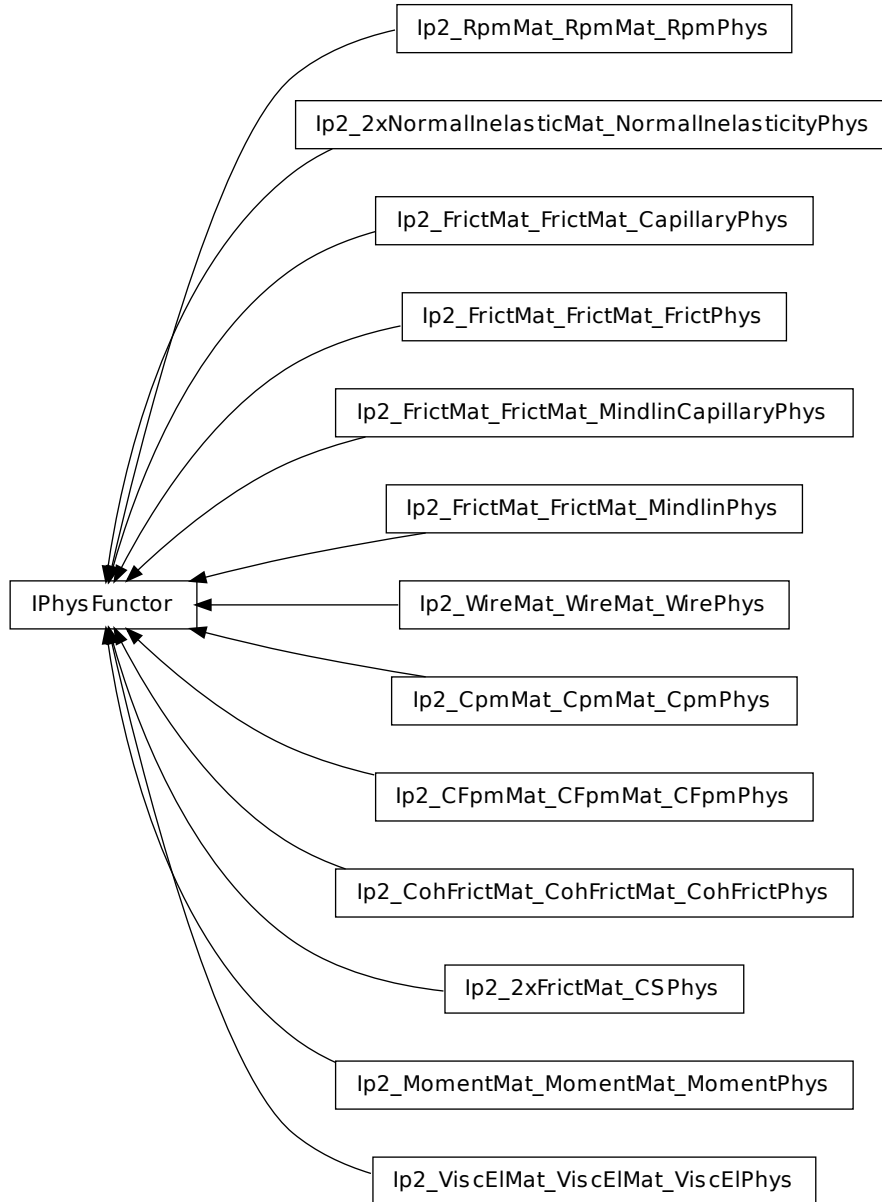 Ip2_RpmMat_RpmMat_RpmPhys
Ip2_2xNormalInelasticMat_NormalInelasticityPhys
Ip2_FrictMat_FrictMat_CapillaryPhys
Ip2_FrictMat_FrictMat_FrictPhys
Ip2_FrictMat_FrictMat_MindlinCapillaryPhys
Ip2_FrictMat_FrictMat_MindlinPhys
IPhysFunctor
Ip2_WireMat_WireMat_WirePhys
Ip2_CpmMat_CpmMat_CpmPhys
Ip2_CFpmMat_CFpmMat_CFpmPhys
Ip2_CohFrictMat_CohFrictMat_CohFrictPhys
Ip2_2xFrictMat_CSPhys
Ip2_MomentMat_MomentMat_MomentPhys
Ip2_ViscElMat_ViscElMat_ViscElPhys